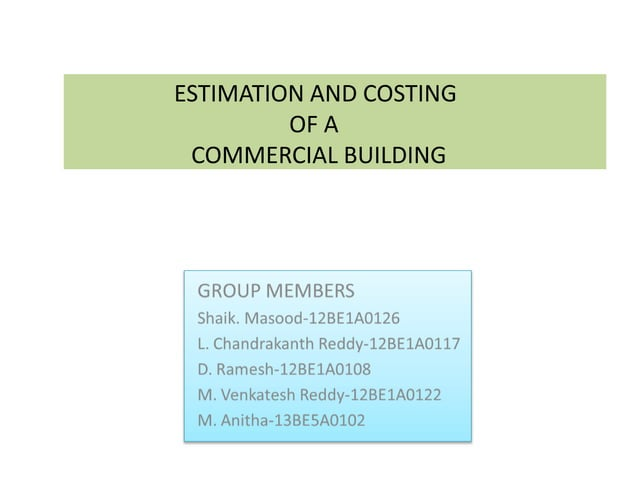 ESTIMATION AND COSTING
OF A
COMMERCIAL BUILDING
GROUP MEMBERS
Shaik. Masood-12BE1A0126
L. Chandrakanth Reddy-12BE1A0117
D. Ramesh-12BE1A0108
M. Venkatesh Reddy-12BE1A0122
M. Anitha-13BE5A0102